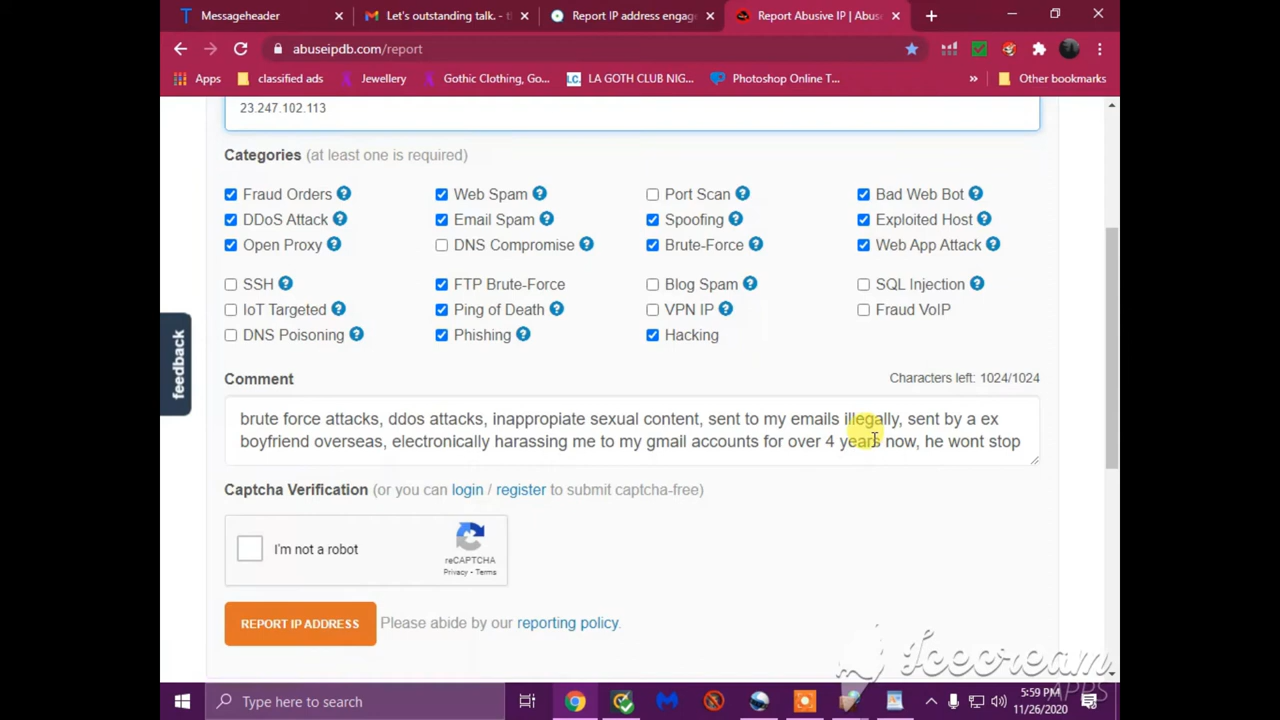 Messageheader
Let's outstanding talk. - t
Report IP address engage
Report Abusive IP | Abuse
abuseipdb.com/report
Apps
classified ads
Jewellery
Gothic Clothing, Go...
LC.
LA GOTH CLUB NIG...
Photoshop Online T...
»
Other bookmarks
23.247.102.113
Categories (at least one is required)
Fraud Orders ? Web Spam ? Port Scan ? Bad Web Bot ?
DDoS Attack ? Email Spam ? Spoofing ? Exploited Host ?
Open Proxy ? DNS Compromise ? Brute-Force ? Web App Attack ?
SSH ? FTP Brute-Force Blog Spam ? SQL Injection ?
IoT Targeted ? Ping of Death ? VPN IP ? Fraud VoIP
DNS Poisoning ? Phishing ? Hacking
feedback
Comment Characters left: 1024/1024
brute force attacks, ddos attacks, inappropiate sexual content, sent to my emails illegally, sent by a ex
boyfriend overseas, electronically harassing me to my gmail accounts for over 4 years now, he wont stop
Captcha Verification (or you can login / register to submit captcha-free)
I'm not a robot
reCAPTCHA
Privacy - Terms
REPORT IP ADDRESS Please abide by our reporting policy.
Icecream
APPS
Type here to search
5:59 PM
11/26/2020